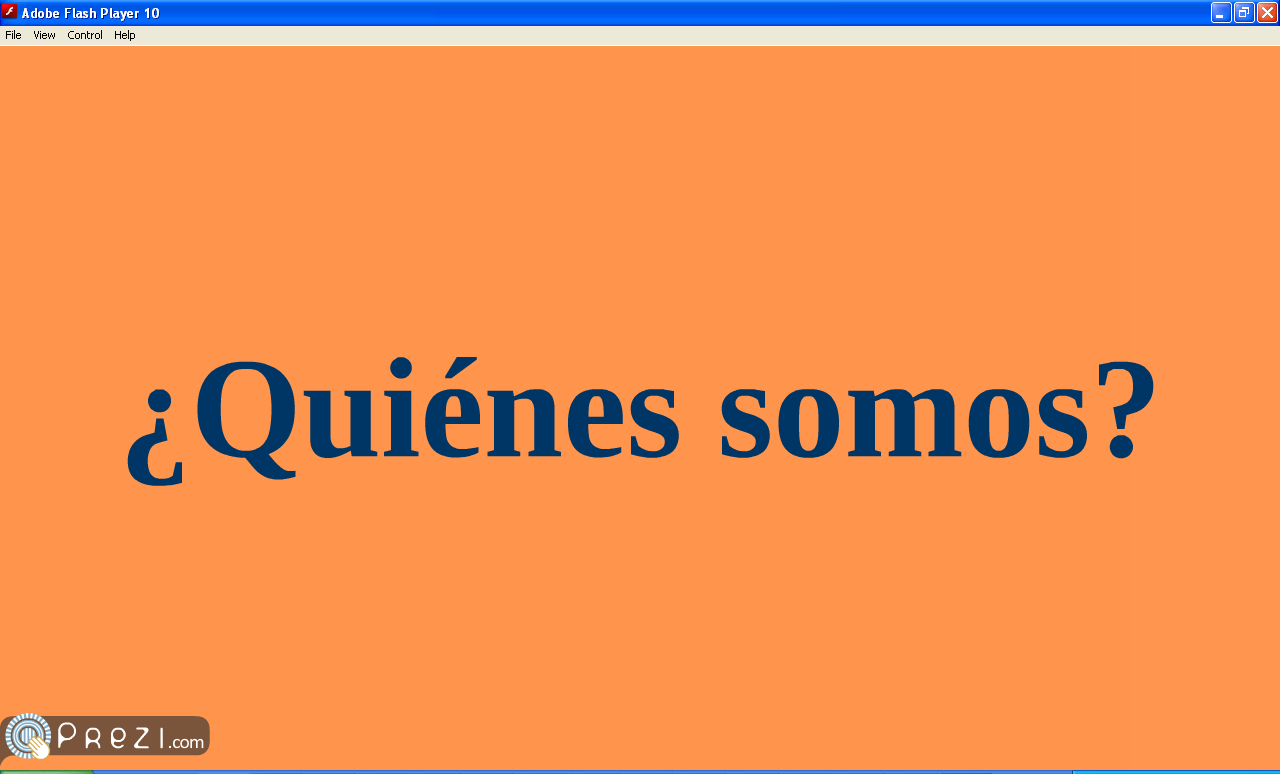 Adobe Flash Player 10
File View Control Help
¿Quiénes somos?
Prezi.com